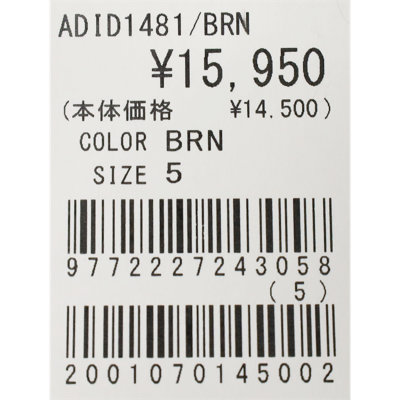 ADID1481/BRN
¥15,950
(本体価格 ¥14.500)
COLOR BRN
SIZE 5
9772227243058
(5)
2001070145002